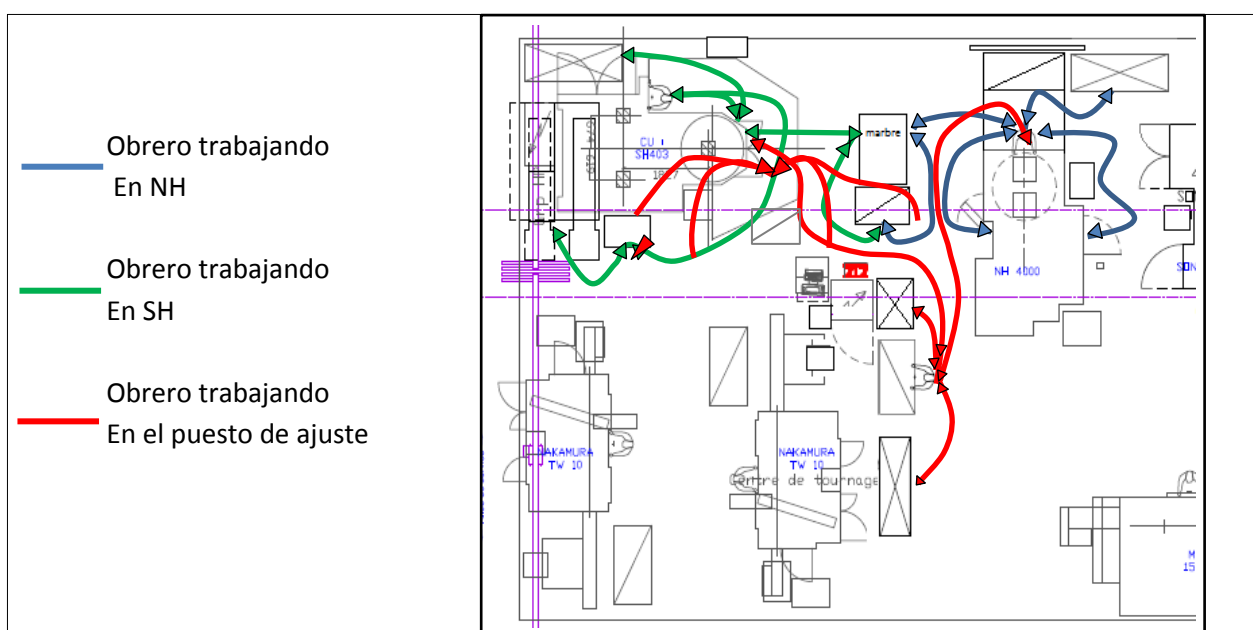 Obrero trabajando
En NH
Obrero trabajando
En SH
Obrero trabajando
En el puesto de ajuste
marbre
CU
SH403
NH 4000
NAKAMURA
TW 10
NAKAMURA
TW 10
Centre de tournage
M
15